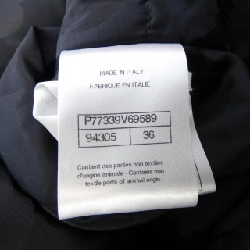 MADE IN ITALY
FABRIQUE EN ITALIE
P77339V69589
94305 36
Contient des parties non textiles
d'origine animale - Contains non
textile parts of animal origin